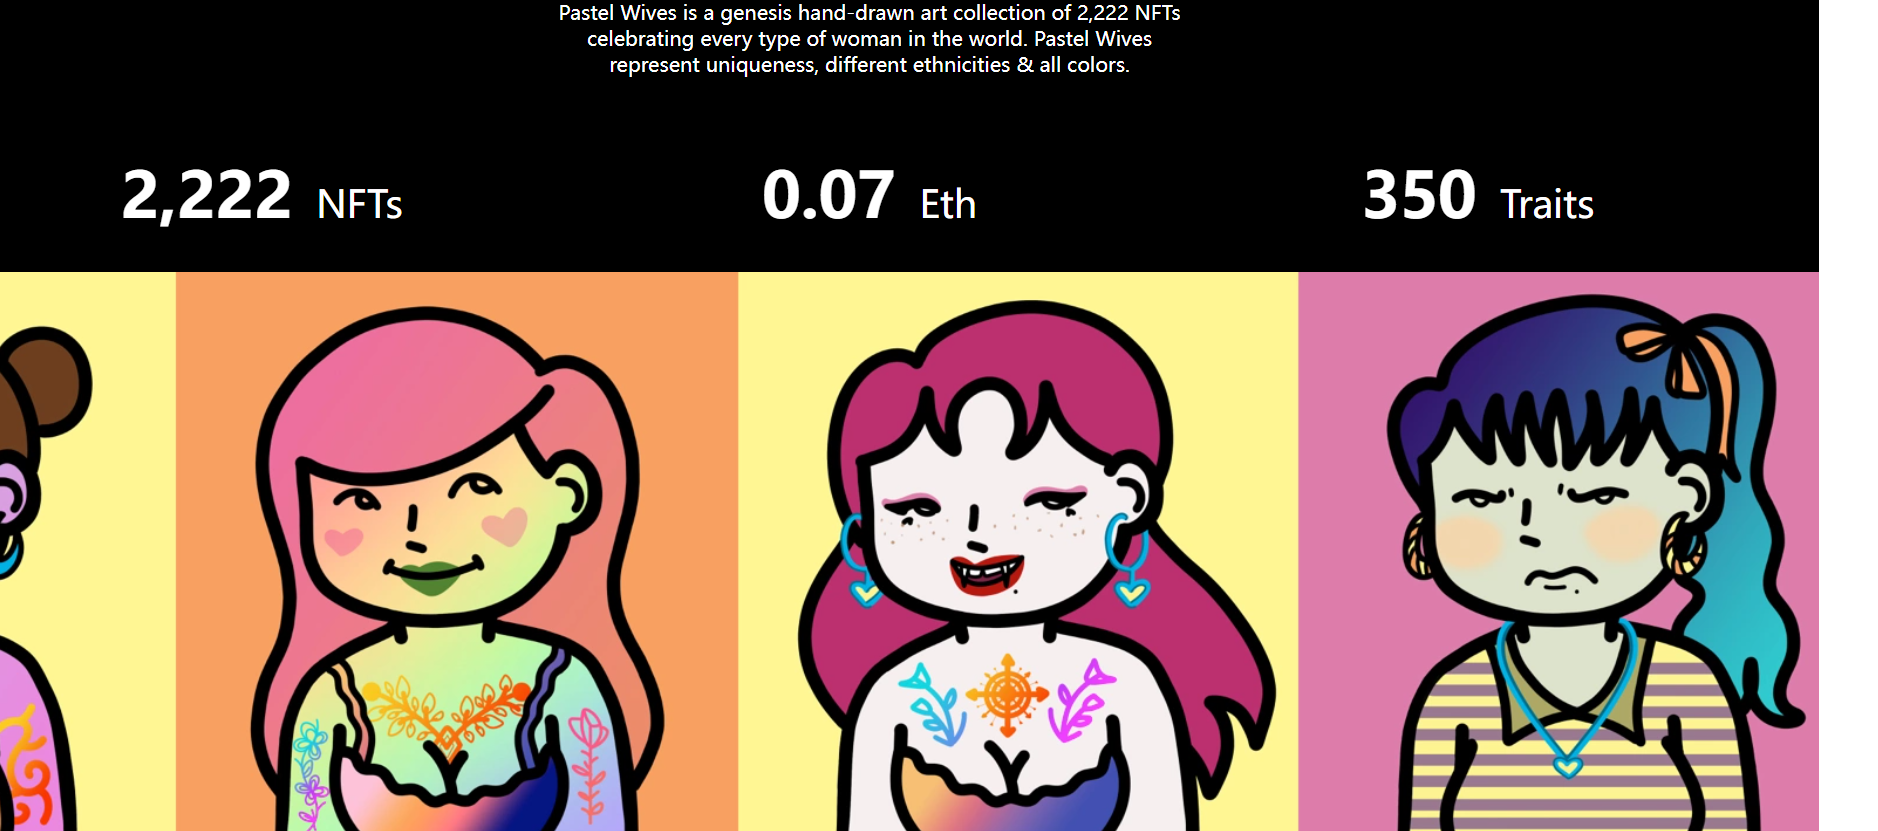 Pastel Wives is a genesis hand-drawn art collection of 2,222 NFTs
celebrating every type of woman in the world. Pastel Wives
represent uniqueness, different ethnicities & all colors.
2,222 NFTs
0.07 Eth
350 Traits